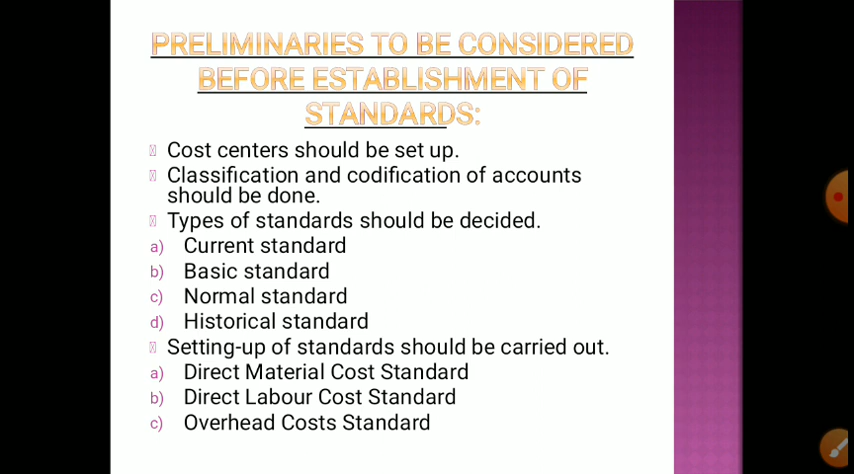 PRELIMINARIES TO BE CONSIDERED
BEFORE ESTABLISHMENT OF
STANDARDS:
Cost centers should be set up.
Classification and codification of accounts
should be done.
Types of standards should be decided.
a) Current standard
b) Basic standard
c) Normal standard
d) Historical standard
Setting-up of standards should be carried out.
a) Direct Material Cost Standard
b) Direct Labour Cost Standard
c) Overhead Costs Standard